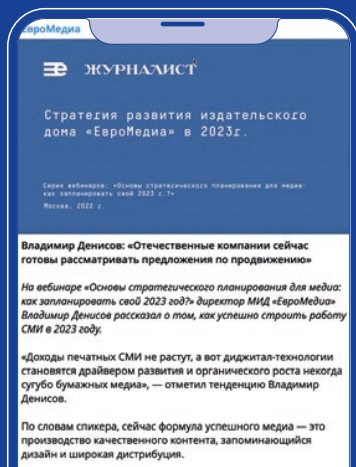 ЕвроМедиа
ЖУРНАЛИСТ
Стратегия развития издательского
дома «ЕвроМедиа» в 2023г.
Серия вебинаров: «Основы стратегического планирования для медиа:
как запланировать свой 2023 г.?»
Москва, 2022 г.
Владимир Денисов: «Отечественные компании сейчас
готовы рассматривать предложения по продвижению»
На вебинаре «Основы стратегического планирования для медиа:
как запланировать свой 2023 год?» директор МИД «ЕвроМедиа»
Владимир Денисов рассказал о том, как успешно строить работу
СМИ в 2023 году.
«Доходы печатных СМИ не растут, а вот диджитал-технологии
становятся драйвером развития и органического роста некогда
сугубо бумажных медиа», — отметил тенденцию Владимир
Денисов.
По словам спикера, сейчас формула успешного медиа — это
производство качественного контента, запоминающийся
дизайн и широкая дистрибуция.